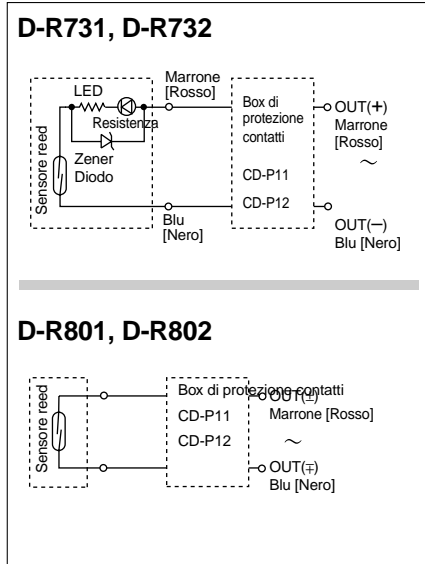 D-R731, D-R732
LED
Resistenza
Zener
Diodo
Sensore reed
Marrone
[Rosso]
Blu
[Nero]
Box di
protezione
contatti
CD-P11
CD-P12
OUT(+)
Marrone
[Rosso]
~
OUT(−)
Blu [Nero]
D-R801, D-R802
Sensore reed
Box di protezione contatti
CD-P11
CD-P12
OUT(±)
Marrone [Rosso]
~
OUT(∓)
Blu [Nero]